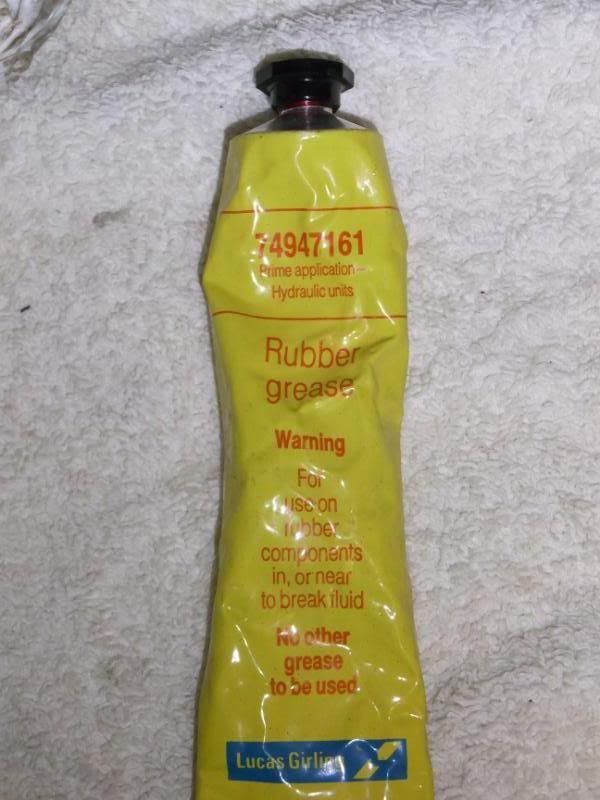 74947161
Prime application—
Hydraulic units
Rubber
grease
Warning
For
use on
rubber
components
in, or near
to break fluid
No other
grease
to be used
Lucas Girling